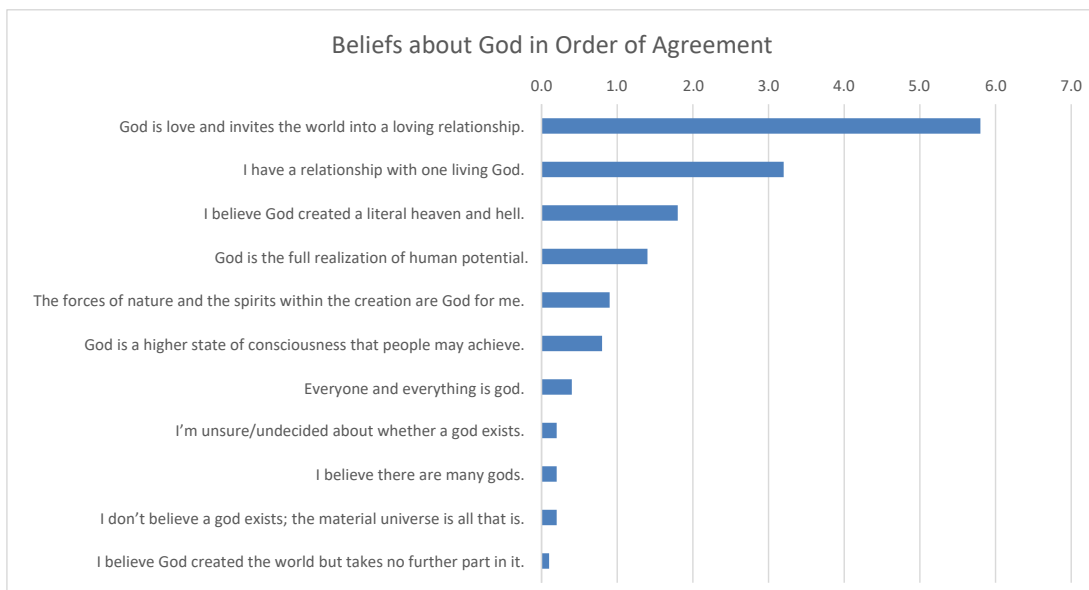 Beliefs about God in Order of Agreement
0.0 1.0 2.0 3.0 4.0 5.0 6.0 7.0
God is love and invites the world into a loving relationship.
I have a relationship with one living God.
I believe God created a literal heaven and hell.
God is the full realization of human potential.
The forces of nature and the spirits within the creation are God for me.
God is a higher state of consciousness that people may achieve.
Everyone and everything is god.
I’m unsure/undecided about whether a god exists.
I believe there are many gods.
I don’t believe a god exists; the material universe is all that is.
I believe God created the world but takes no further part in it.